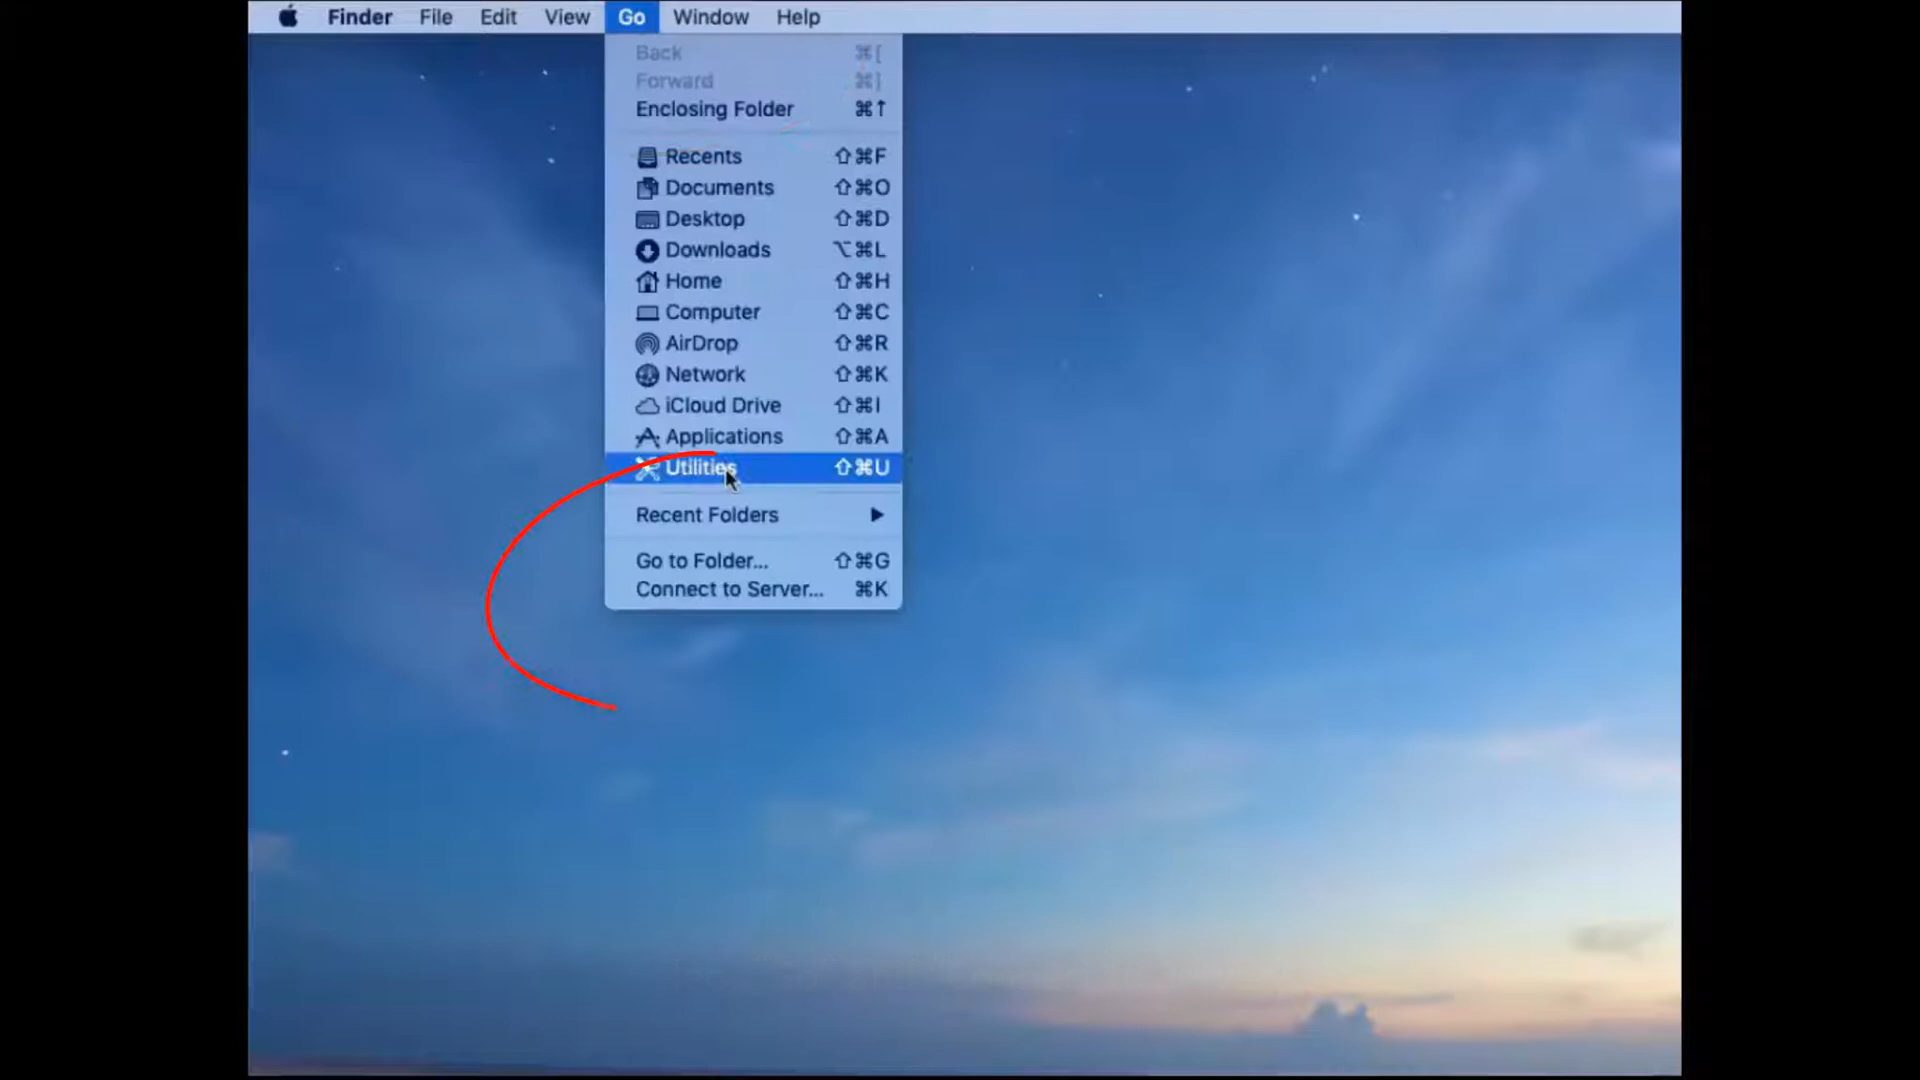 Finder File Edit View Go Window Help
Back ⌘[
Forward ⌘]
Enclosing Folder ⌘↑
Recents ⇧⌘F
Documents ⇧⌘O
Desktop ⇧⌘D
Downloads ⌥⌘L
Home ⇧⌘H
Computer ⇧⌘C
AirDrop ⇧⌘R
Network ⇧⌘K
iCloud Drive ⇧⌘I
Applications ⇧⌘A
Utilities ⇧⌘U
Recent Folders ▶
Go to Folder... ⇧⌘G
Connect to Server... ⌘K